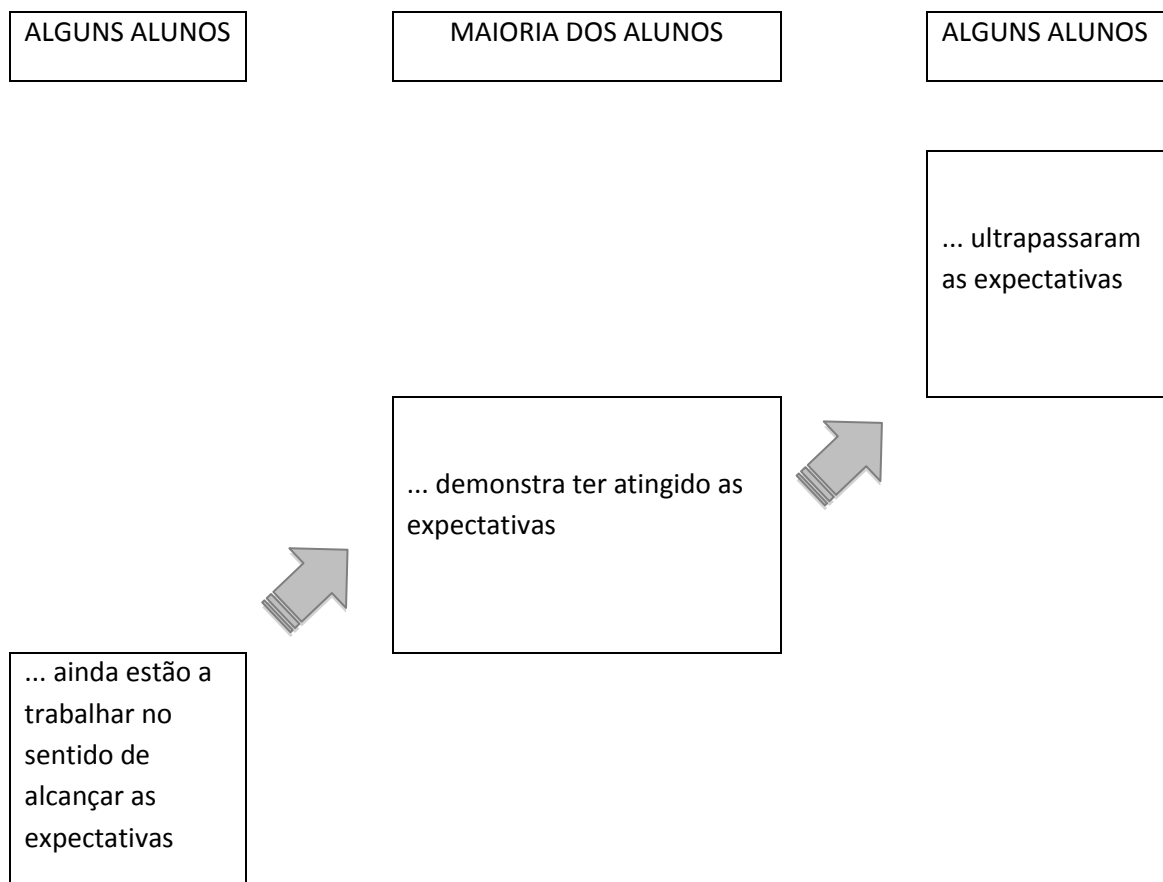 ALGUNS ALUNOS
MAIORIA DOS ALUNOS
ALGUNS ALUNOS
... ultrapassaram
as expectativas
... demonstra ter atingido as
expectativas
... ainda estão a
trabalhar no
sentido de
alcançar as
expectativas